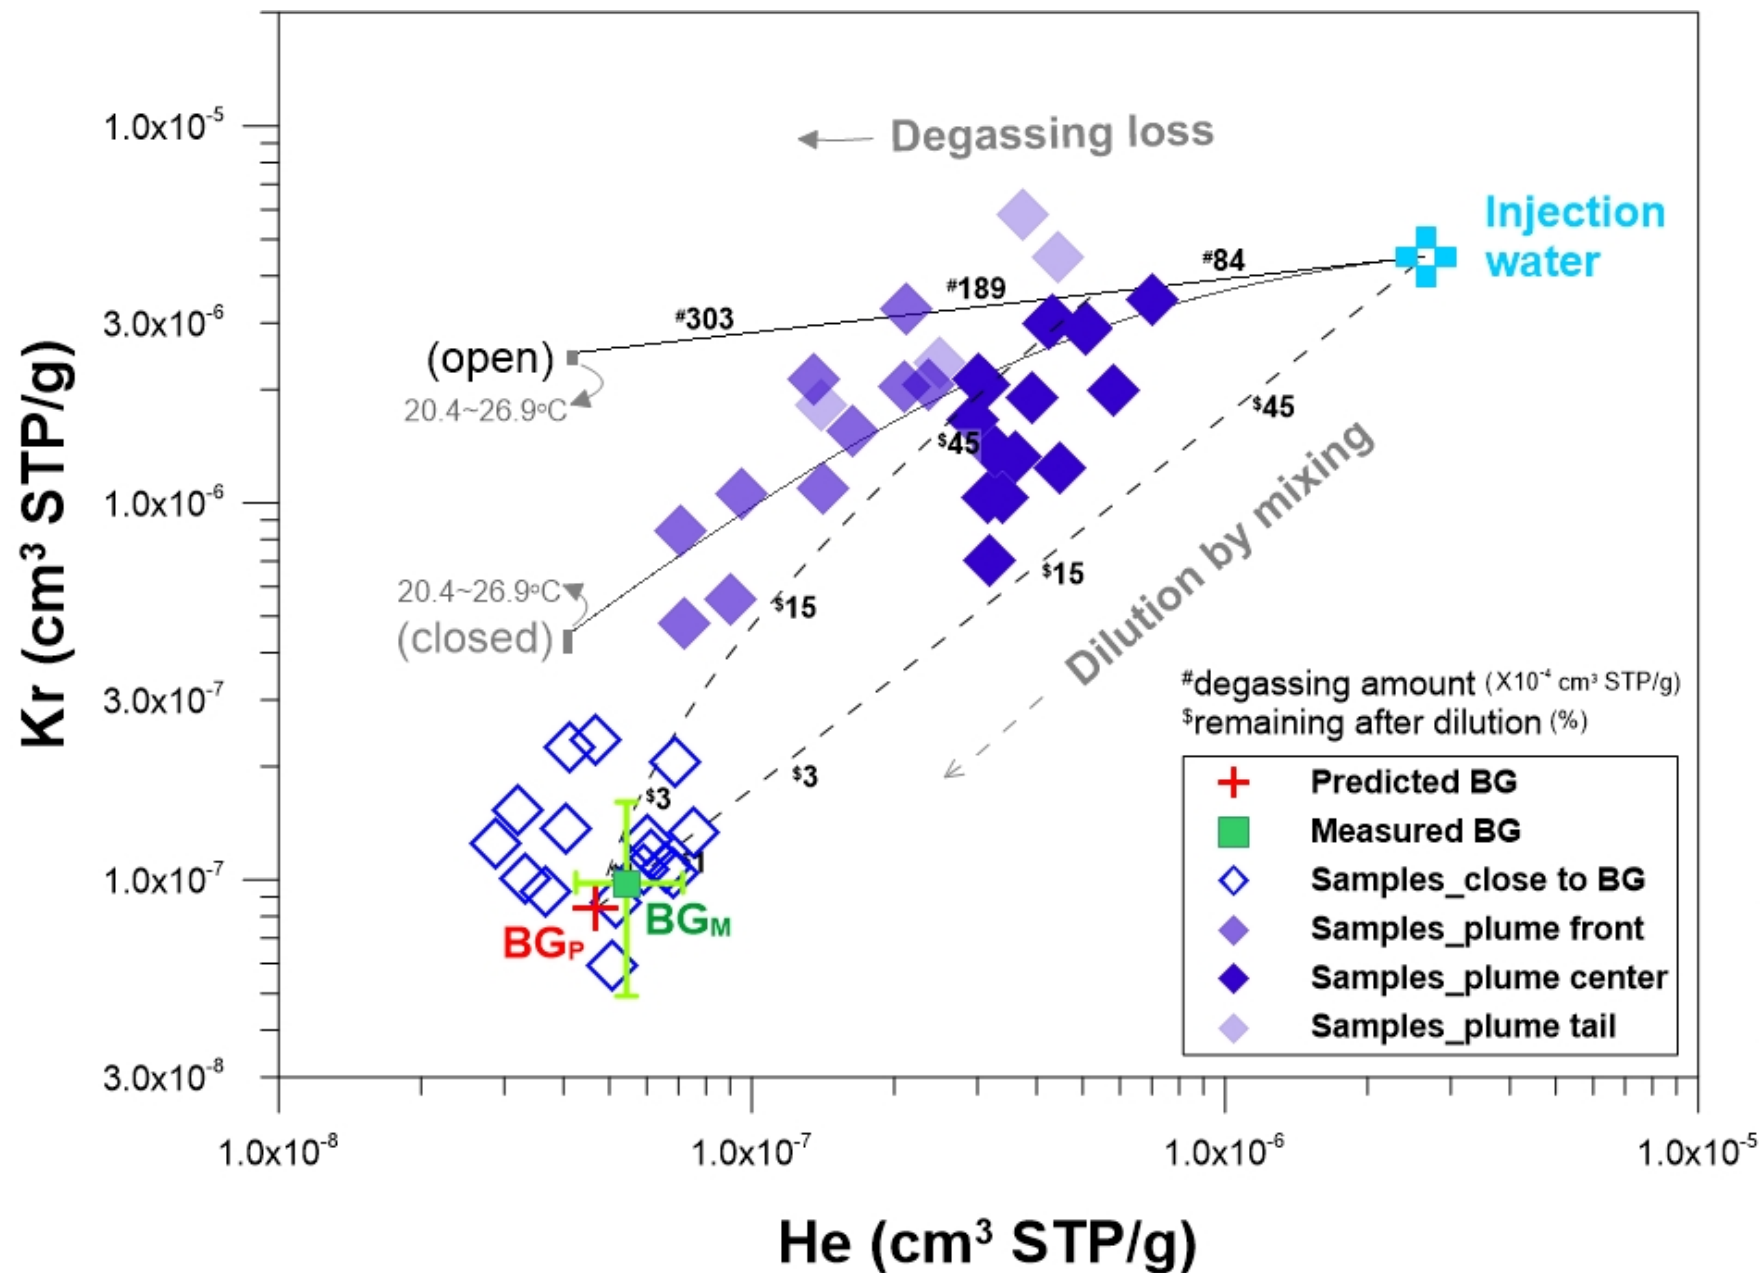 1.0x10⁻⁵
3.0x10⁻⁶
1.0x10⁻⁶
3.0x10⁻⁷
1.0x10⁻⁷
3.0x10⁻⁸
Kr (cm³ STP/g)
Degassing loss
Injection
water
#84
#189
#303
(open)
20.4~26.9°C
$45
$45
20.4~26.9°C
(closed)
$15
$15
Dilution by mixing
$3
$3
BGP
BGM
#degassing amount (X10⁻⁴ cm³ STP/g)
$remaining after dilution (%)
Predicted BG
Measured BG
Samples_close to BG
Samples_plume front
Samples_plume center
Samples_plume tail
1.0x10⁻⁸
1.0x10⁻⁷
1.0x10⁻⁶
1.0x10⁻⁵
He (cm³ STP/g)